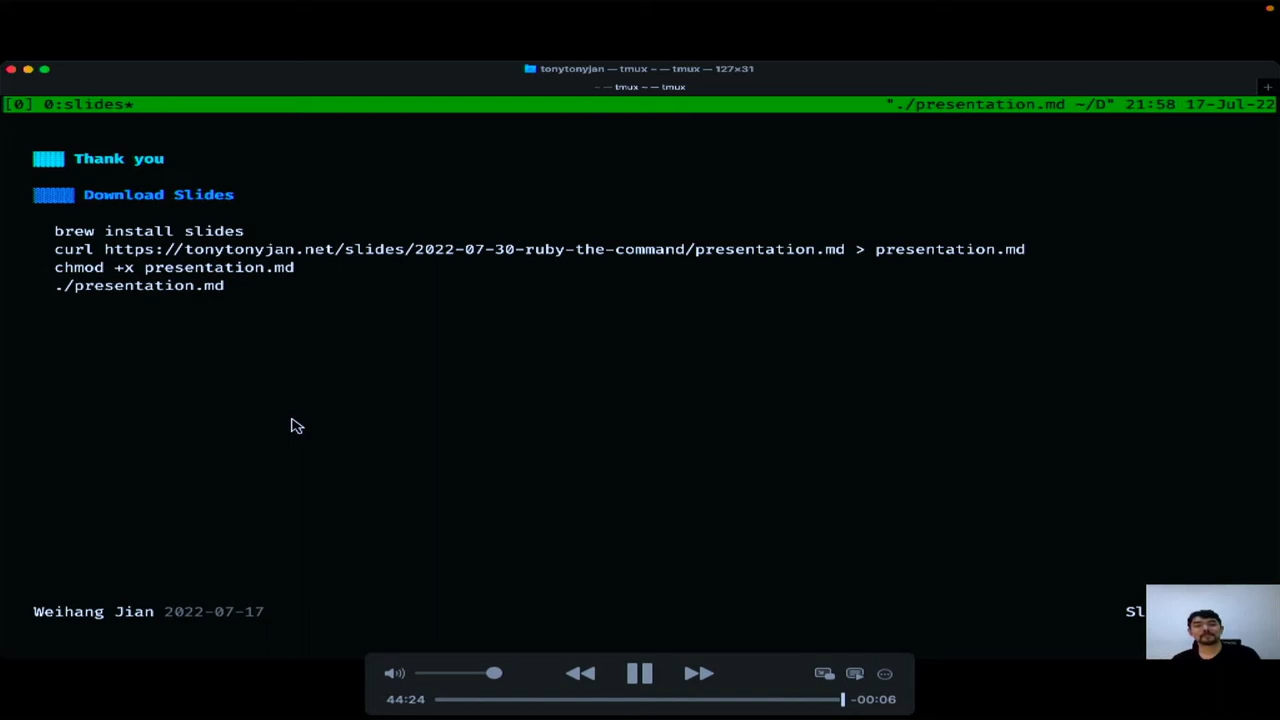 tonytonyjan — tmux ~ — tmux — 127×31
~ — tmux ~ — tmux
[0] 0:slides* "./presentation.md ~/D" 21:58 17-Jul-22
Thank you
Download Slides
brew install slides
curl https://tonytonyjan.net/slides/2022-07-30-ruby-the-command/presentation.md > presentation.md
chmod +x presentation.md
./presentation.md
Weihang Jian 2022-07-17
44:24 -00:06